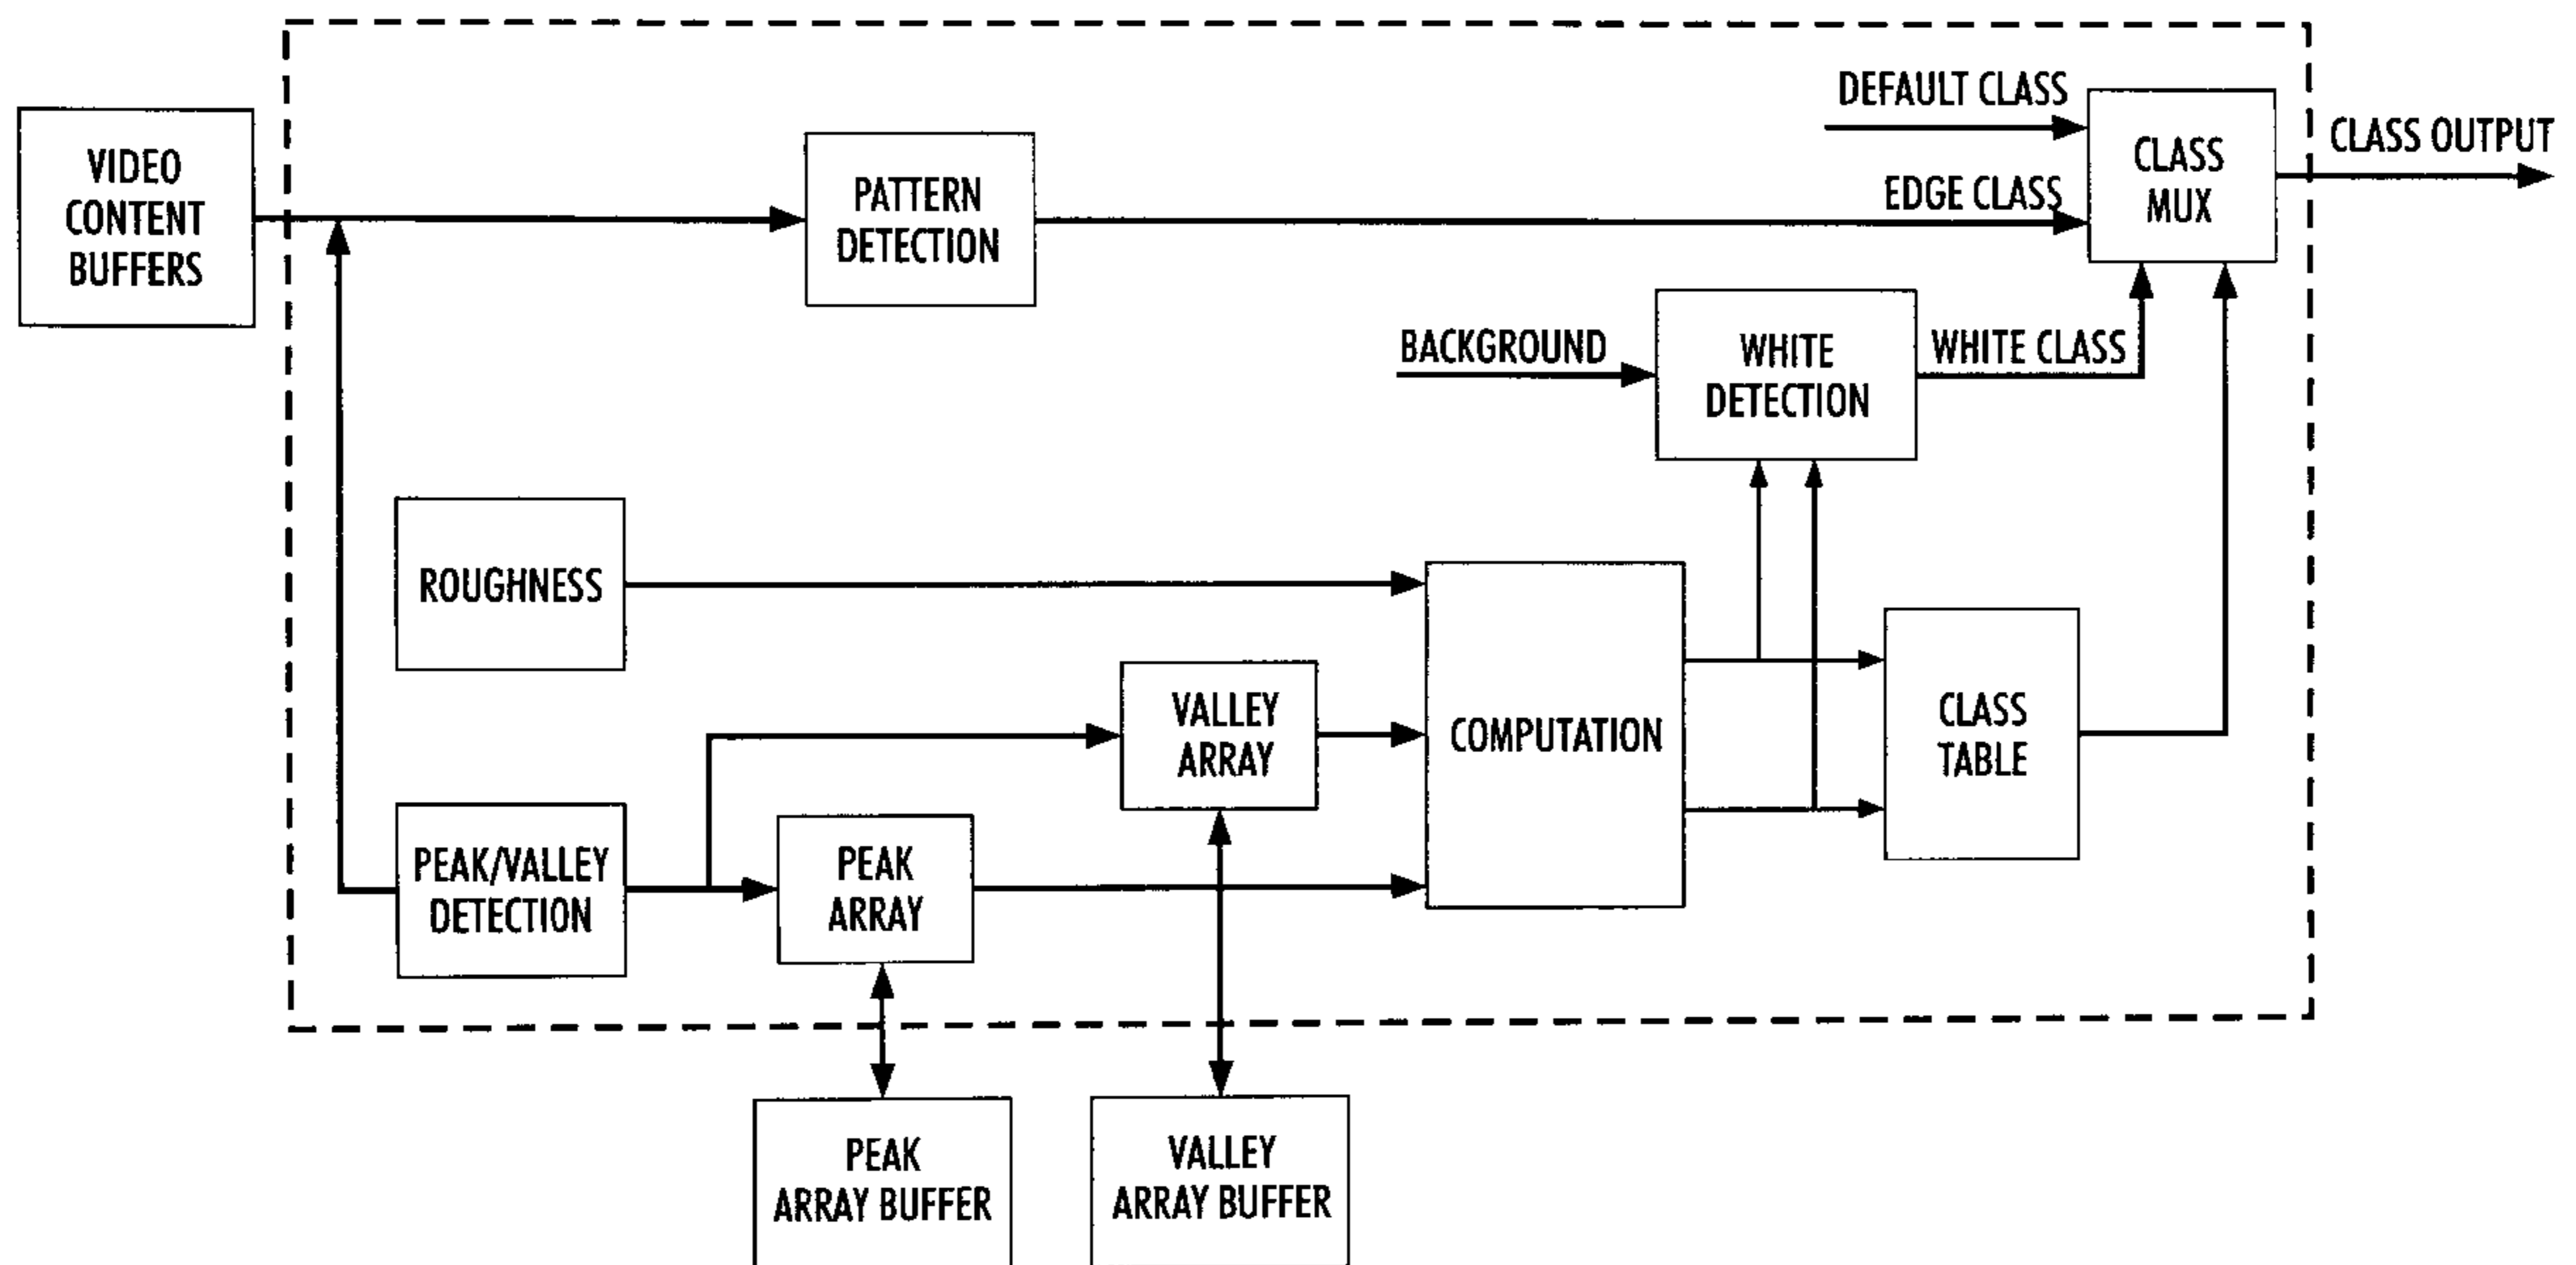 DEFAULT CLASS
CLASS OUTPUT
VIDEO
CONTENT
BUFFERS
PATTERN
DETECTION
EDGE CLASS
CLASS
MUX
BACKGROUND
WHITE
DETECTION
WHITE CLASS
ROUGHNESS
VALLEY
ARRAY
COMPUTATION
CLASS
TABLE
PEAK/VALLEY
DETECTION
PEAK
ARRAY
PEAK
ARRAY BUFFER
VALLEY
ARRAY BUFFER